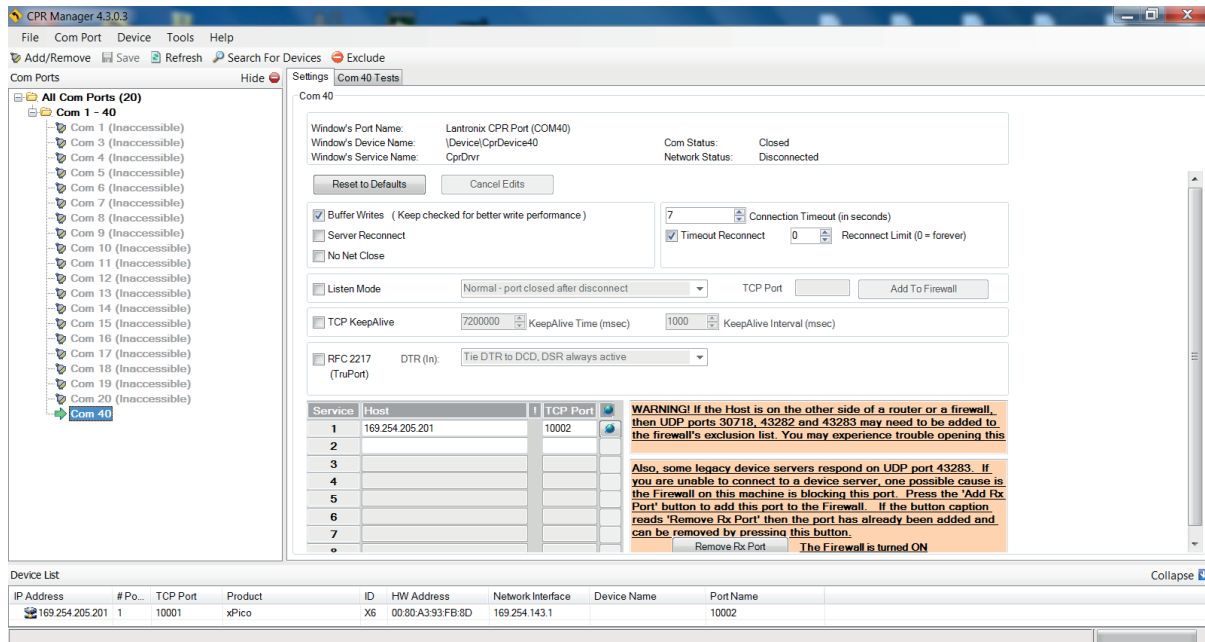 CPR Manager 4.3.0.3
File Com Port Device Tools Help
Add/Remove Save Refresh Search For Devices Exclude
Com Ports Hide
All Com Ports (20)
Com 1 - 40
Com 1 (Inaccessible)
Com 3 (Inaccessible)
Com 4 (Inaccessible)
Com 5 (Inaccessible)
Com 6 (Inaccessible)
Com 7 (Inaccessible)
Com 8 (Inaccessible)
Com 9 (Inaccessible)
Com 10 (Inaccessible)
Com 11 (Inaccessible)
Com 12 (Inaccessible)
Com 13 (Inaccessible)
Com 14 (Inaccessible)
Com 15 (Inaccessible)
Com 16 (Inaccessible)
Com 17 (Inaccessible)
Com 18 (Inaccessible)
Com 19 (Inaccessible)
Com 20 (Inaccessible)
Com 40
Settings Com 40 Tests
Com 40
Window's Port Name: Lantronix CPR Port (COM40)
Window's Device Name: \Device\CprDevice40 Com Status: Closed
Window's Service Name: CprDrvr Network Status: Disconnected
Reset to Defaults Cancel Edits
Buffer Writes ( Keep checked for better write performance ) 7 Connection Timeout (in seconds)
Server Reconnect Timeout Reconnect 0 Reconnect Limit (0 = forever)
No Net Close
Listen Mode Normal - port closed after disconnect TCP Port Add To Firewall
TCP KeepAlive 7200000 KeepAlive Time (msec) 1000 KeepAlive Interval (msec)
RFC 2217 DTR (In): Tie DTR to DCD, DSR always active
(TruPort)
Service Host ! TCP Port
1 169.254.205.201 10002
2
3
4
5
6
7
8
WARNING! If the Host is on the other side of a router or a firewall,
then UDP ports 30718, 43282 and 43283 may need to be added to
the firewall's exclusion list. You may experience trouble opening this
Also, some legacy device servers respond on UDP port 43283. If
you are unable to connect to a device server, one possible cause is
the Firewall on this machine is blocking this port. Press the 'Add Rx
Port' button to add this port to the Firewall. If the button caption
reads 'Remove Rx Port' then the port has already been added and
can be removed by pressing this button.
Remove Rx Port The Firewall is turned ON
Device List Collapse
IP Address # Po... TCP Port Product ID HW Address Network Interface Device Name Port Name
169.254.205.201 1 10001 xPico X6 00:80:A3:93:FB:8D 169.254.143.1 10002